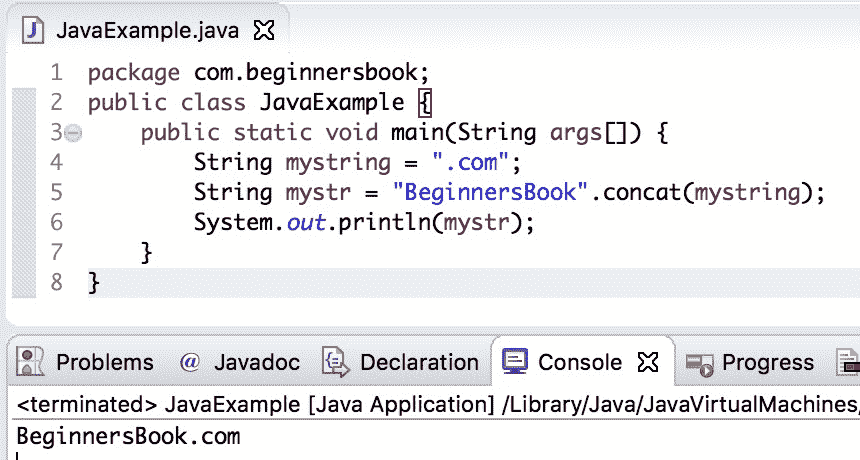 JavaExample.java
1 package com.beginnersbook;
2 public class JavaExample {
3 public static void main(String args[]) {
4 String mystring = ".com";
5 String mystr = "BeginnersBook".concat(mystring);
6 System.out.println(mystr);
7 }
8 }
Problems @ Javadoc Declaration Console Progress
<terminated> JavaExample [Java Application] /Library/Java/JavaVirtualMachines/
BeginnersBook.com